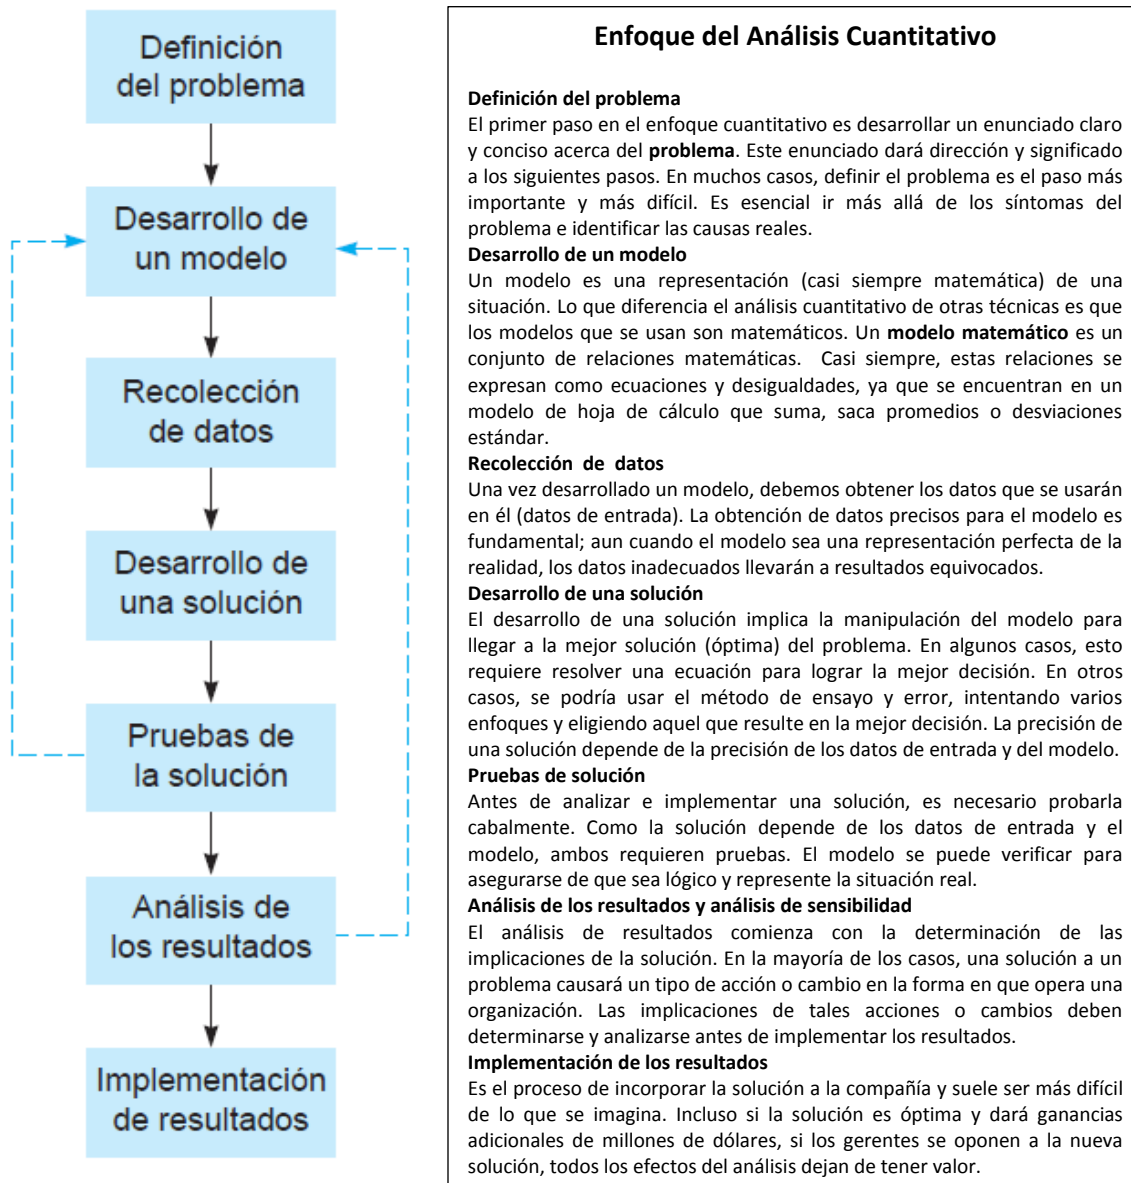 Definición
del problema
Desarrollo de
un modelo
Recolección
de datos
Desarrollo de
una solución
Pruebas de
la solución
Análisis de
los resultados
Implementación
de resultados
Enfoque del Análisis Cuantitativo
Definición del problema
El primer paso en el enfoque cuantitativo es desarrollar un enunciado claro
y conciso acerca del problema. Este enunciado dará dirección y significado
a los siguientes pasos. En muchos casos, definir el problema es el paso más
importante y más difícil. Es esencial ir más allá de los síntomas del
problema e identificar las causas reales.
Desarrollo de un modelo
Un modelo es una representación (casi siempre matemática) de una
situación. Lo que diferencia el análisis cuantitativo de otras técnicas es que
los modelos que se usan son matemáticos. Un modelo matemático es un
conjunto de relaciones matemáticas. Casi siempre, estas relaciones se
expresan como ecuaciones y desigualdades, ya que se encuentran en un
modelo de hoja de cálculo que suma, saca promedios o desviaciones
estándar.
Recolección de datos
Una vez desarrollado un modelo, debemos obtener los datos que se usarán
en él (datos de entrada). La obtención de datos precisos para el modelo es
fundamental; aun cuando el modelo sea una representación perfecta de la
realidad, los datos inadecuados llevarán a resultados equivocados.
Desarrollo de una solución
El desarrollo de una solución implica la manipulación del modelo para
llegar a la mejor solución (óptima) del problema. En algunos casos, esto
requiere resolver una ecuación para lograr la mejor decisión. En otros
casos, se podría usar el método de ensayo y error, intentando varios
enfoques y eligiendo aquel que resulte en la mejor decisión. La precisión de
una solución depende de la precisión de los datos de entrada y del modelo.
Pruebas de solución
Antes de analizar e implementar una solución, es necesario probarla
cabalmente. Como la solución depende de los datos de entrada y el
modelo, ambos requieren pruebas. El modelo se puede verificar para
asegurarse de que sea lógico y represente la situación real.
Análisis de los resultados y análisis de sensibilidad
El análisis de resultados comienza con la determinación de las
implicaciones de la solución. En la mayoría de los casos, una solución a un
problema causará un tipo de acción o cambio en la forma en que opera una
organización. Las implicaciones de tales acciones o cambios deben
determinarse y analizarse antes de implementar los resultados.
Implementación de los resultados
Es el proceso de incorporar la solución a la compañía y suele ser más difícil
de lo que se imagina. Incluso si la solución es óptima y dará ganancias
adicionales de millones de dólares, si los gerentes se oponen a la nueva
solución, todos los efectos del análisis dejan de tener valor.